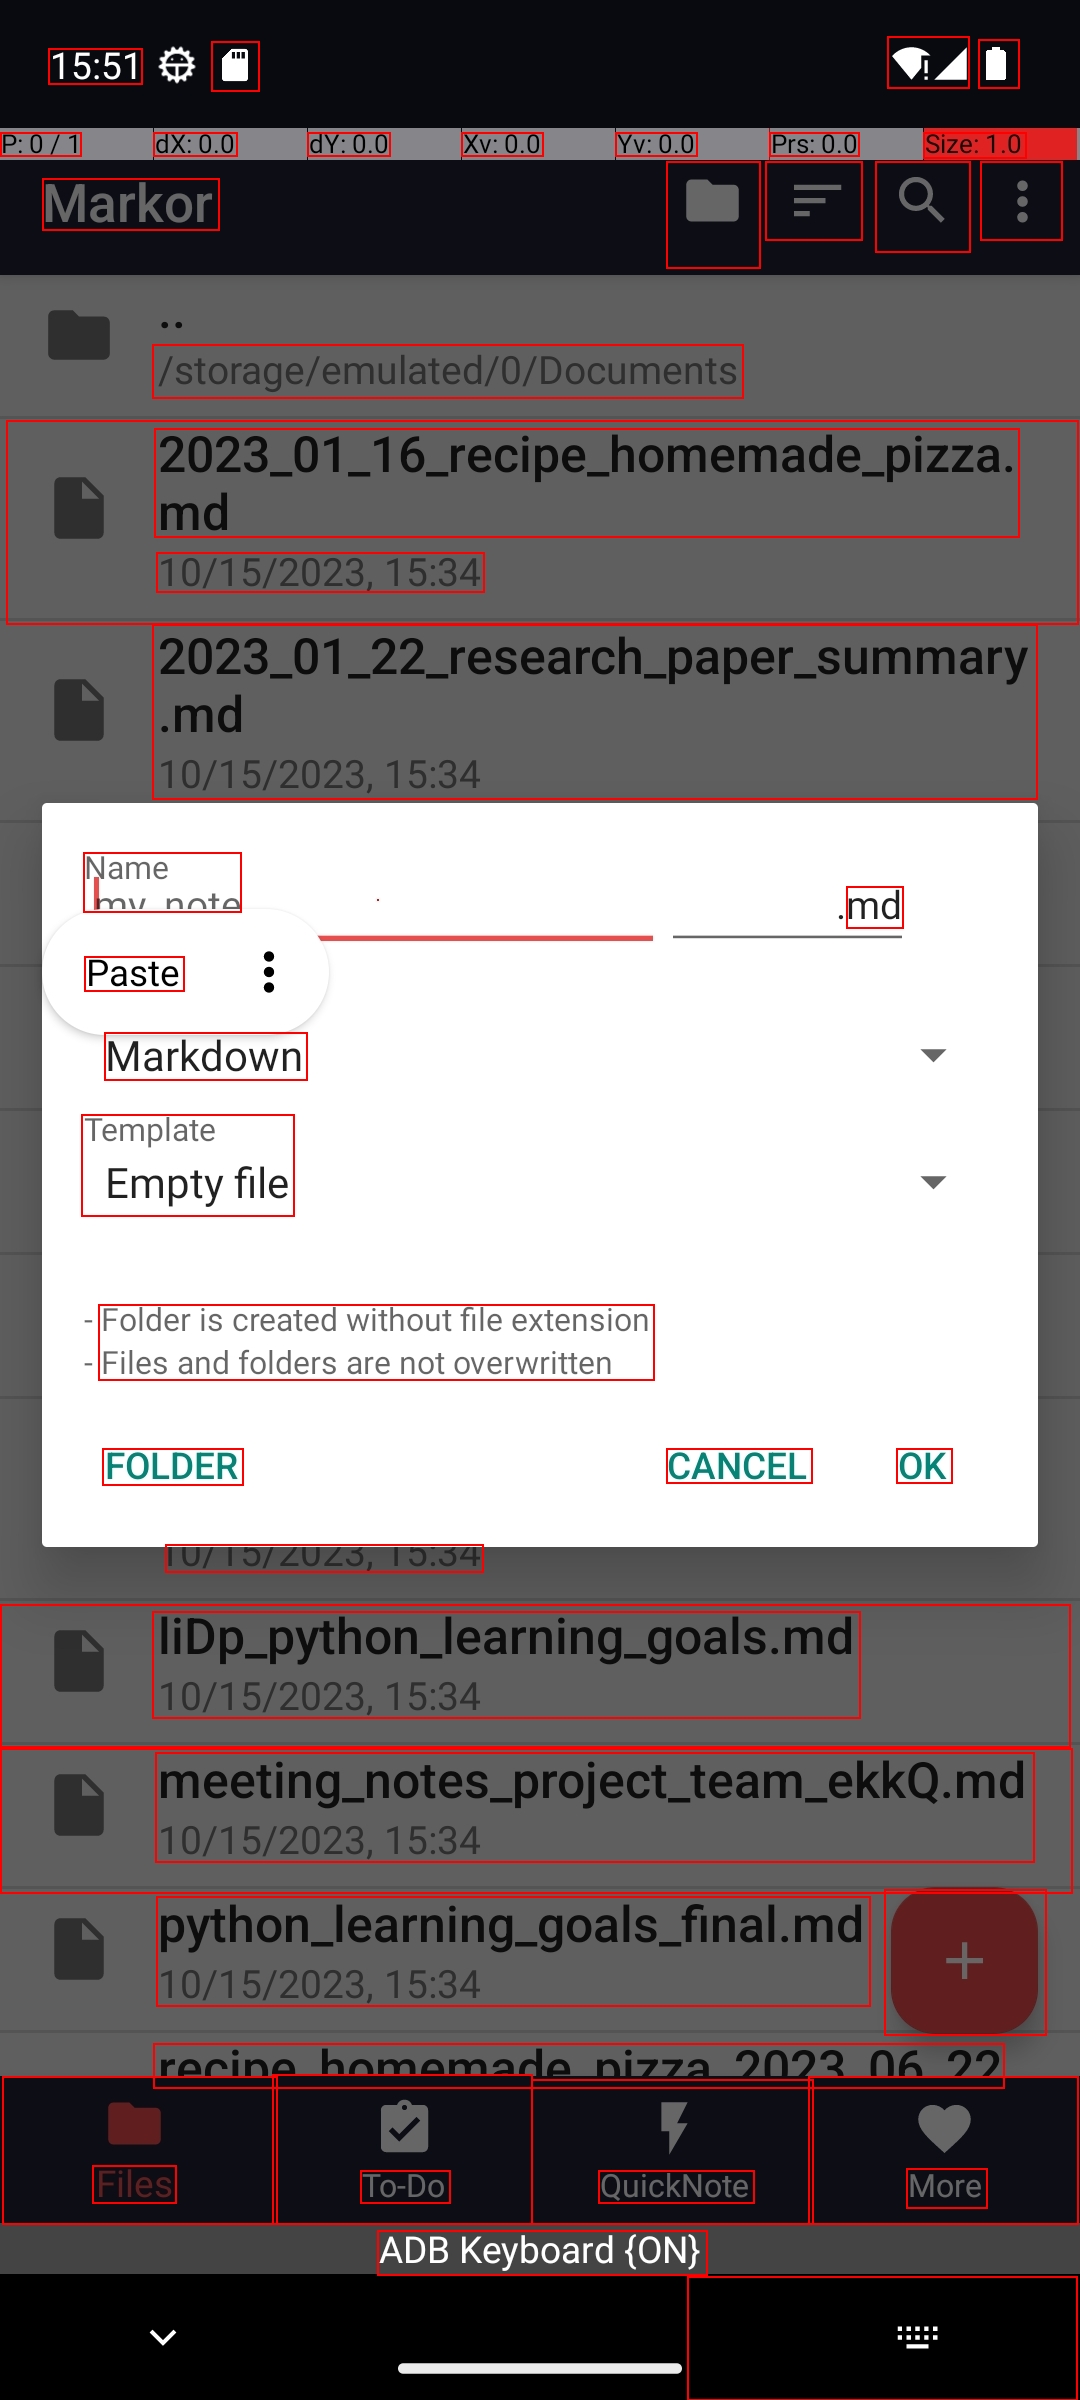 15:51
P: 0 / 1 dX: 0.0 dY: 0.0 Xv: 0.0 Yv: 0.0 Prs: 0.0 Size: 1.0
Markor
..
/storage/emulated/0/Documents
2023_01_16_recipe_homemade_pizza.
md
10/15/2023, 15:34
2023_01_22_research_paper_summary
.md
10/15/2023, 15:34
Name
my_note .md
Paste
Markdown
Template
Empty file
- Folder is created without file extension
- Files and folders are not overwritten
FOLDER CANCEL OK
10/15/2023, 15:34
liDp_python_learning_goals.md
10/15/2023, 15:34
meeting_notes_project_team_ekkQ.md
10/15/2023, 15:34
python_learning_goals_final.md
10/15/2023, 15:34
recipe_homemade_pizza_2023_06_22
Files To-Do QuickNote More
ADB Keyboard {ON}